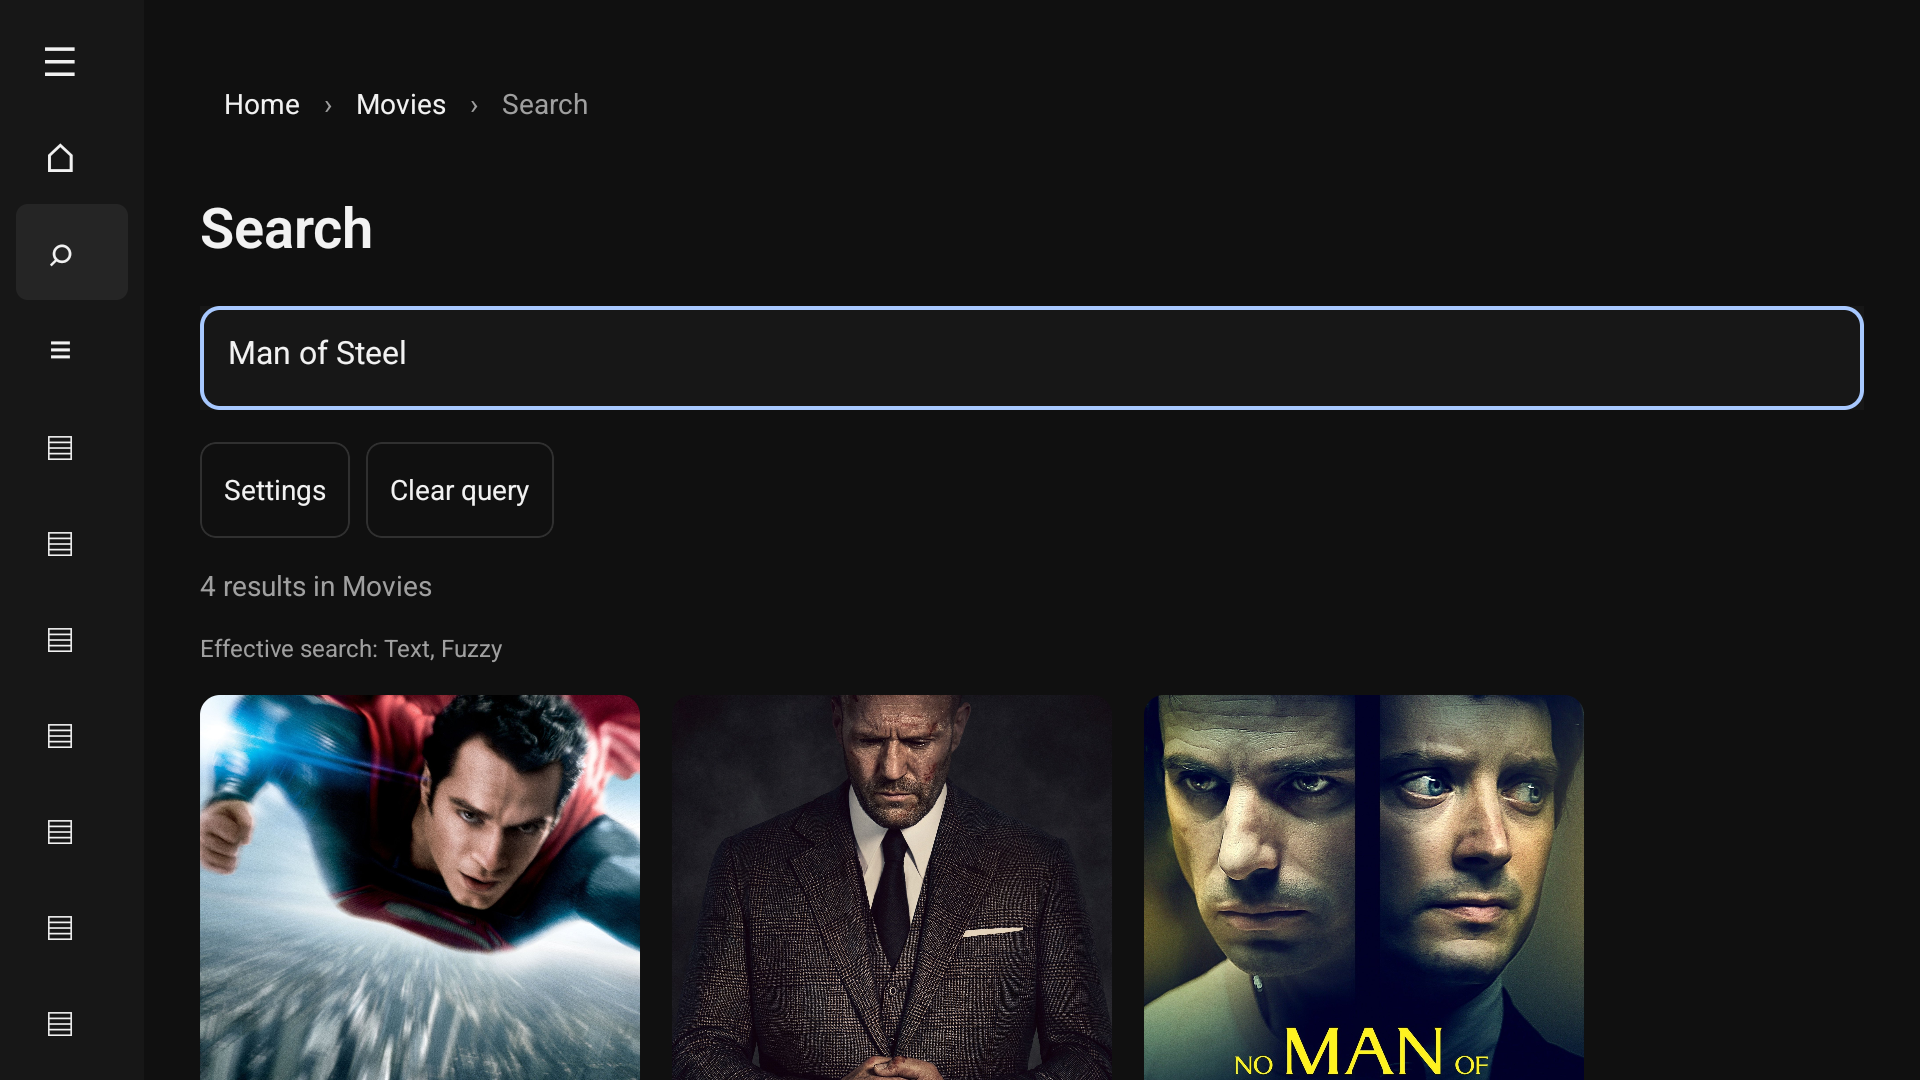 Home › Movies › Search
Search
Man of Steel
Settings
Clear query
4 results in Movies
Effective search: Text, Fuzzy
NO MAN OF